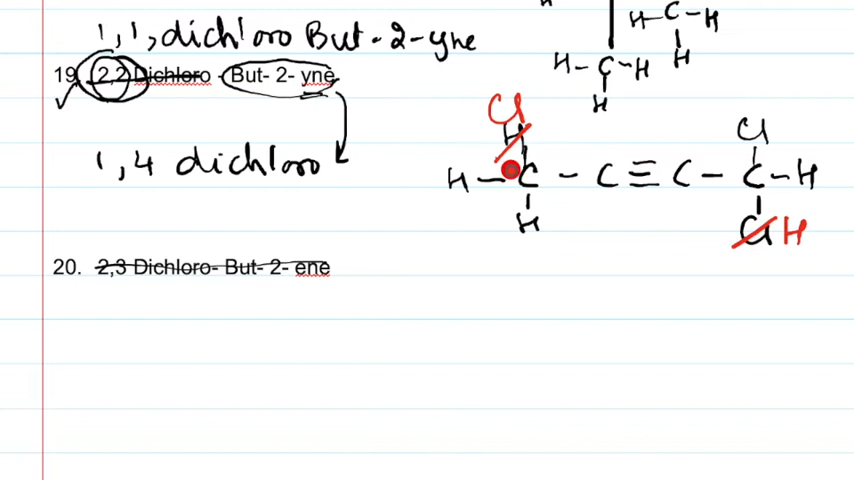 1,1,dichloro But-2-yne
19. 2,2 Dichloro - But- 2- yne
1,4 dichloro
20. 2,3 Dichloro- But- 2- ene
H-C-H
H-C-H
H
H
Cl
H Cl
H - C - C ≡ C - C - H
H Cl H